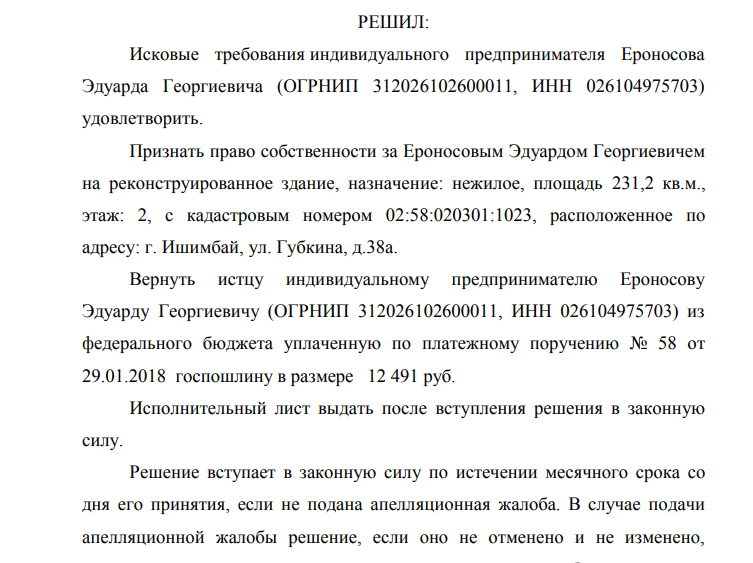 РЕШИЛ:
Исковые требования индивидуального предпринимателя Ероносова
Эдуарда Георгиевича (ОГРНИП 312026102600011, ИНН 026104975703)
удовлетворить.
Признать право собственности за Ероносовым Эдуардом Георгиевичем
на реконструированное здание, назначение: нежилое, площадь 231,2 кв.м.,
этаж: 2, с кадастровым номером 02:58:020301:1023, расположенное по
адресу: г. Ишимбай, ул. Губкина, д.38а.
Вернуть истцу индивидуальному предпринимателю Ероносову
Эдуарду Георгиевичу (ОГРНИП 312026102600011, ИНН 026104975703) из
федерального бюджета уплаченную по платежному поручению № 58 от
29.01.2018 госпошлину в размере 12 491 руб.
Исполнительный лист выдать после вступления решения в законную
силу.
Решение вступает в законную силу по истечении месячного срока со
дня его принятия, если не подана апелляционная жалоба. В случае подачи
апелляционной жалобы решение, если оно не отменено и не изменено,